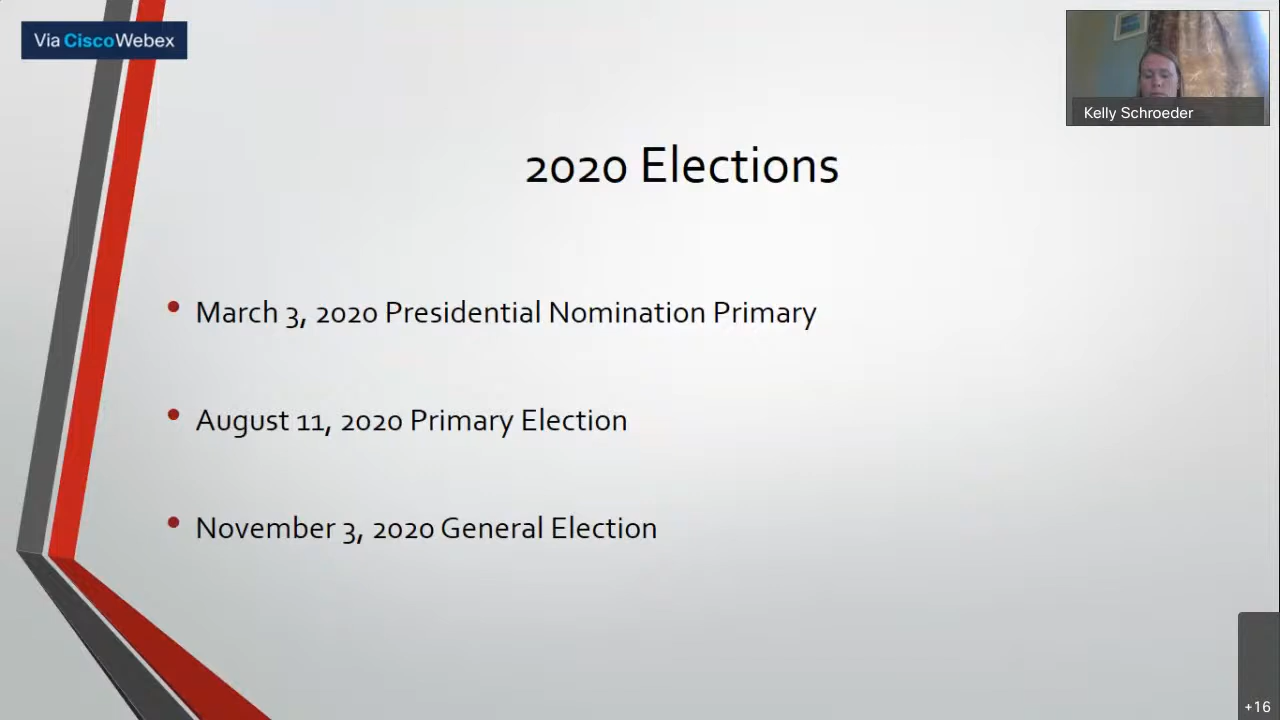 Via CiscoWebex
Kelly Schroeder
2020 Elections
• March 3, 2020 Presidential Nomination Primary
• August 11, 2020 Primary Election
• November 3, 2020 General Election
+16